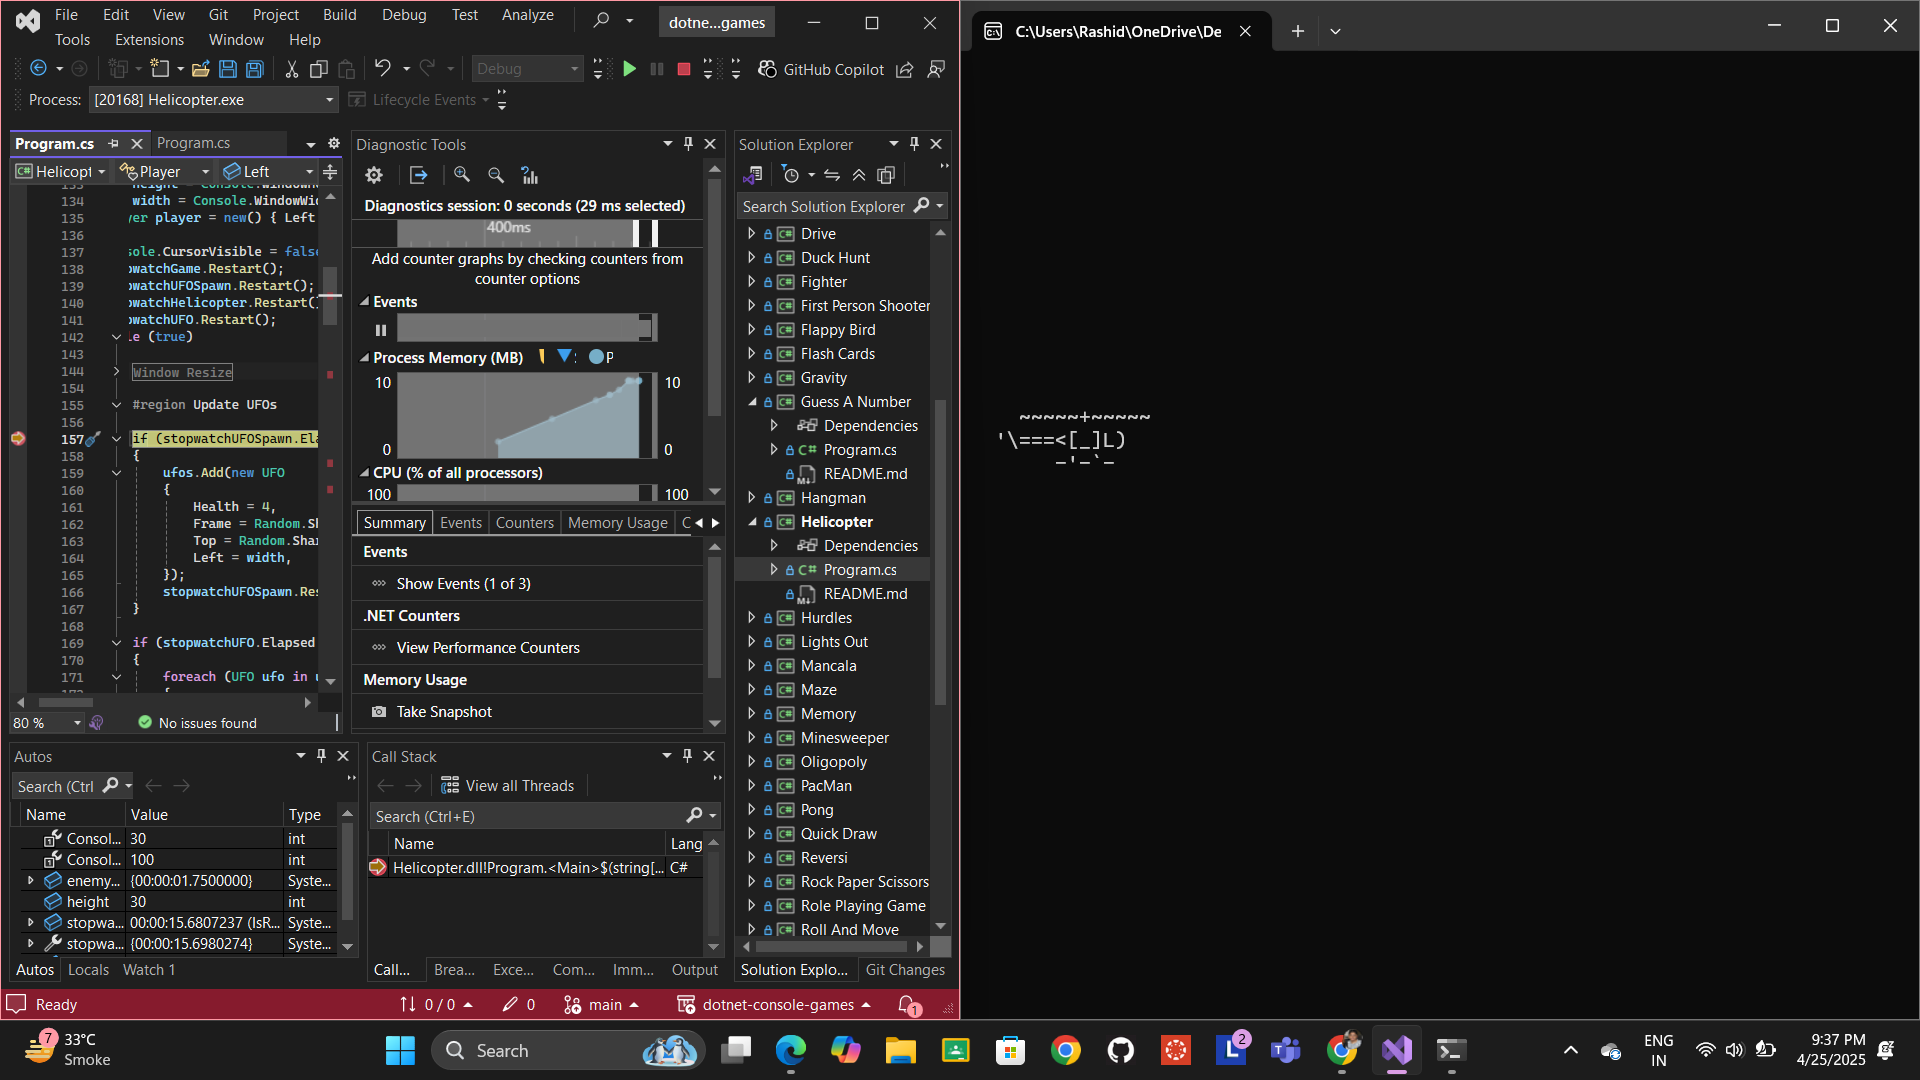 File Edit View Git Project Build Debug Test Analyze
dotne...games
Tools Extensions Window Help
Debug
GitHub Copilot
Process: [20168] Helicopter.exe Lifecycle Events
Program.cs
Program.cs
Helicopt Player Left
134 width = Console.WindowWid
135 yer player = new() { Left
136
137 sole.CursorVisible = false
138 pwatchGame.Restart();
139 pwatchUFOSpawn.Restart();
140 pwatchHelicopter.Restart()
141 pwatchUFO.Restart();
142 le (true)
143
144 Window Resize
154
155 #region Update UFOs
156
157 if (stopwatchUFOSpawn.Ela
158 {
159 ufos.Add(new UFO
160 {
161 Health = 4,
162 Frame = Random.Sh
163 Top = Random.Shar
164 Left = width,
165 });
166 stopwatchUFOSpawn.Res
167 }
168
169 if (stopwatchUFO.Elapsed
170 {
171 foreach (UFO ufo in u
80 % No issues found
Diagnostic Tools
Diagnostics session: 0 seconds (29 ms selected)
400ms
Add counter graphs by checking counters from
counter options
Events
Process Memory (MB) P
10 10
0 0
CPU (% of all processors)
100 100
Summary Events Counters Memory Usage C
Events
Show Events (1 of 3)
.NET Counters
View Performance Counters
Memory Usage
Take Snapshot
Solution Explorer
Search Solution Explorer
C# Drive
C# Duck Hunt
C# Fighter
C# First Person Shooter
C# Flappy Bird
C# Flash Cards
C# Gravity
C# Guess A Number
Dependencies
C# Program.cs
README.md
C# Hangman
C# Helicopter
Dependencies
C# Program.cs
README.md
C# Hurdles
C# Lights Out
C# Mancala
C# Maze
C# Memory
C# Minesweeper
C# Oligopoly
C# PacMan
C# Pong
C# Quick Draw
C# Reversi
C# Rock Paper Scissors
C# Role Playing Game
C# Roll And Move
Solution Explo... Git Changes
Autos
Search (Ctrl
Name Value Type
Consol... 30 int
Consol... 100 int
enemy... {00:00:01.7500000} Syste...
height 30 int
stopwa... 00:00:15.6807237 (IsR... Syste...
stopwa... {00:00:15.6980274} Syste...
Autos Locals Watch 1
Call Stack
View all Threads
Search (Ctrl+E)
Name Lang
Helicopter.dll!Program.<Main>$(string[... C#
Call... Brea... Exce... Com... Imm... Output
Ready 0 / 0 0 main dotnet-console-games 1
C:\Users\Rashid\OneDrive\De
~~~~~+~~~~~
'\===<[_]L)
-'-`-
7 33°C
Smoke
Search
2
ENG
IN
9:37 PM
4/25/2025